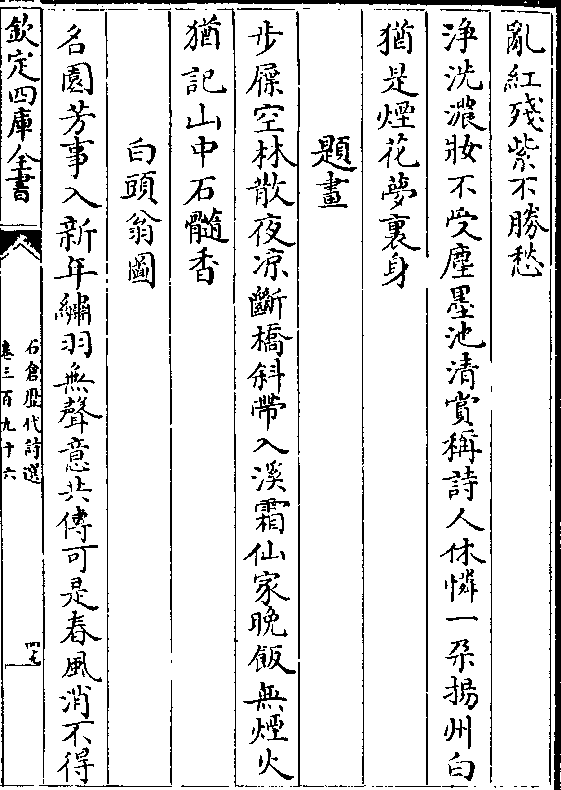 亂紅殘紫不勝愁
浄洗濃妝不受塵墨池清賞稱詩人休憐一朶揚州白
猶是煙花夢裏身
題畫
步屧空林散夜凉斷橋斜帶入溪霜仙家晩飯無煙火
猶記山中石髓香
白頭翁圖
名園芳事入新年繡羽無聲意共傳可是春風消不得
欽定四庫全書
石倉歷代詩選
卷三百九十六